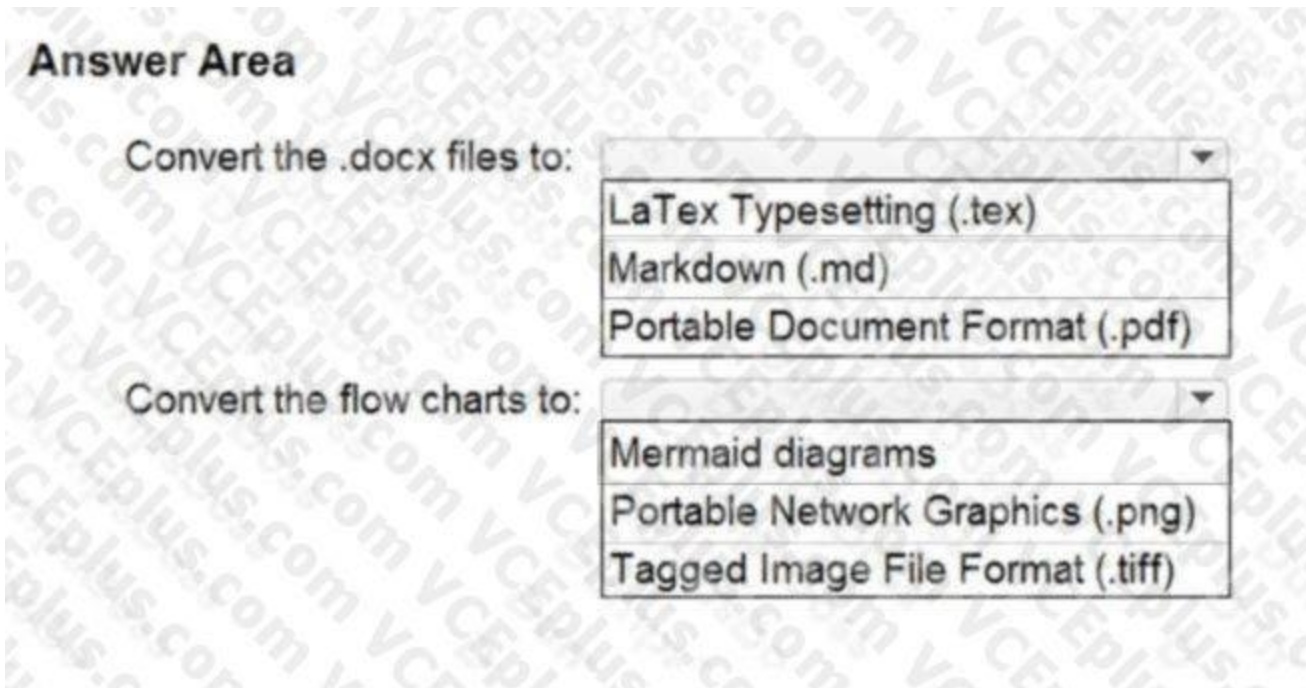 Answer Area
Convert the .docx files to:
LaTex Typesetting (.tex)
Markdown (.md)
Portable Document Format (.pdf)
Convert the flow charts to:
Mermaid diagrams
Portable Network Graphics (.png)
Tagged Image File Format (.tiff)